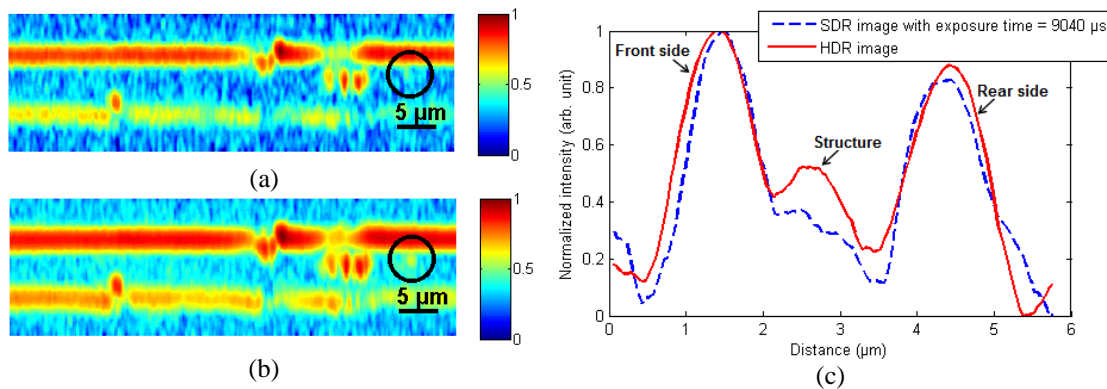 1
0.5
0
5 µm
(a)
1
0.5
0
5 µm
(b)
SDR image with exposure time = 9040 µs
HDR image
Front side
Rear side
Structure
Normalized intensity (arb. unit)
1
0.8
0.6
0.4
0.2
0
0 1 2 3 4 5 6
Distance (µm)
(c)